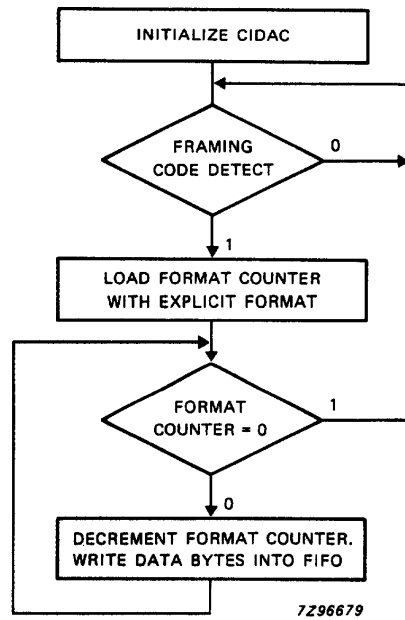 INITIALIZE CIDAC
FRAMING
CODE DETECT
0
1
LOAD FORMAT COUNTER
WITH EXPLICIT FORMAT
FORMAT
COUNTER = 0
1
0
DECREMENT FORMAT COUNTER.
WRITE DATA BYTES INTO FIFO
7Z96679